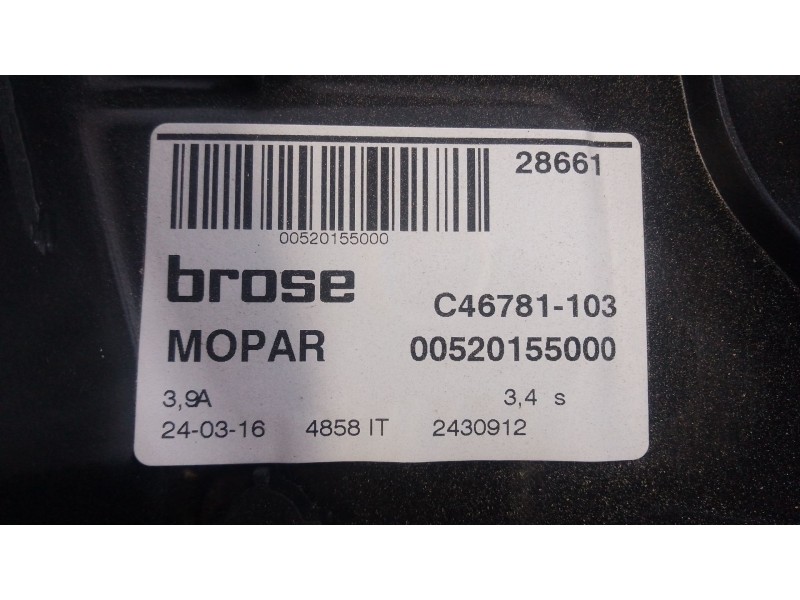 28661
00520155000
brose
C46781-103
MOPAR 00520155000
3,9A 3,4 s
24-03-16 4858 IT 2430912